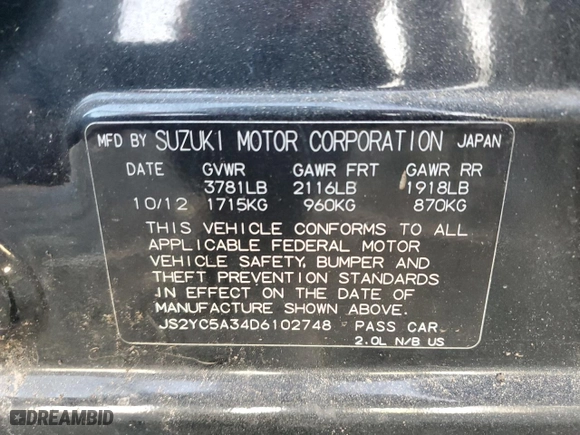 MFD BY SUZUKI MOTOR CORPORATION JAPAN
DATE GVWR GAWR FRT GAWR RR
3781LB 2116LB 1918LB
10/12 1715KG 960KG 870KG
THIS VEHICLE CONFORMS TO ALL
APPLICABLE FEDERAL MOTOR
VEHICLE SAFETY, BUMPER AND
THEFT PREVENTION STANDARDS
IN EFFECT ON THE DATE OF
MANUFACTURE SHOWN ABOVE.
JS2YC5A34D6102748 PASS CAR
2.0L N/B US
DREAMBID